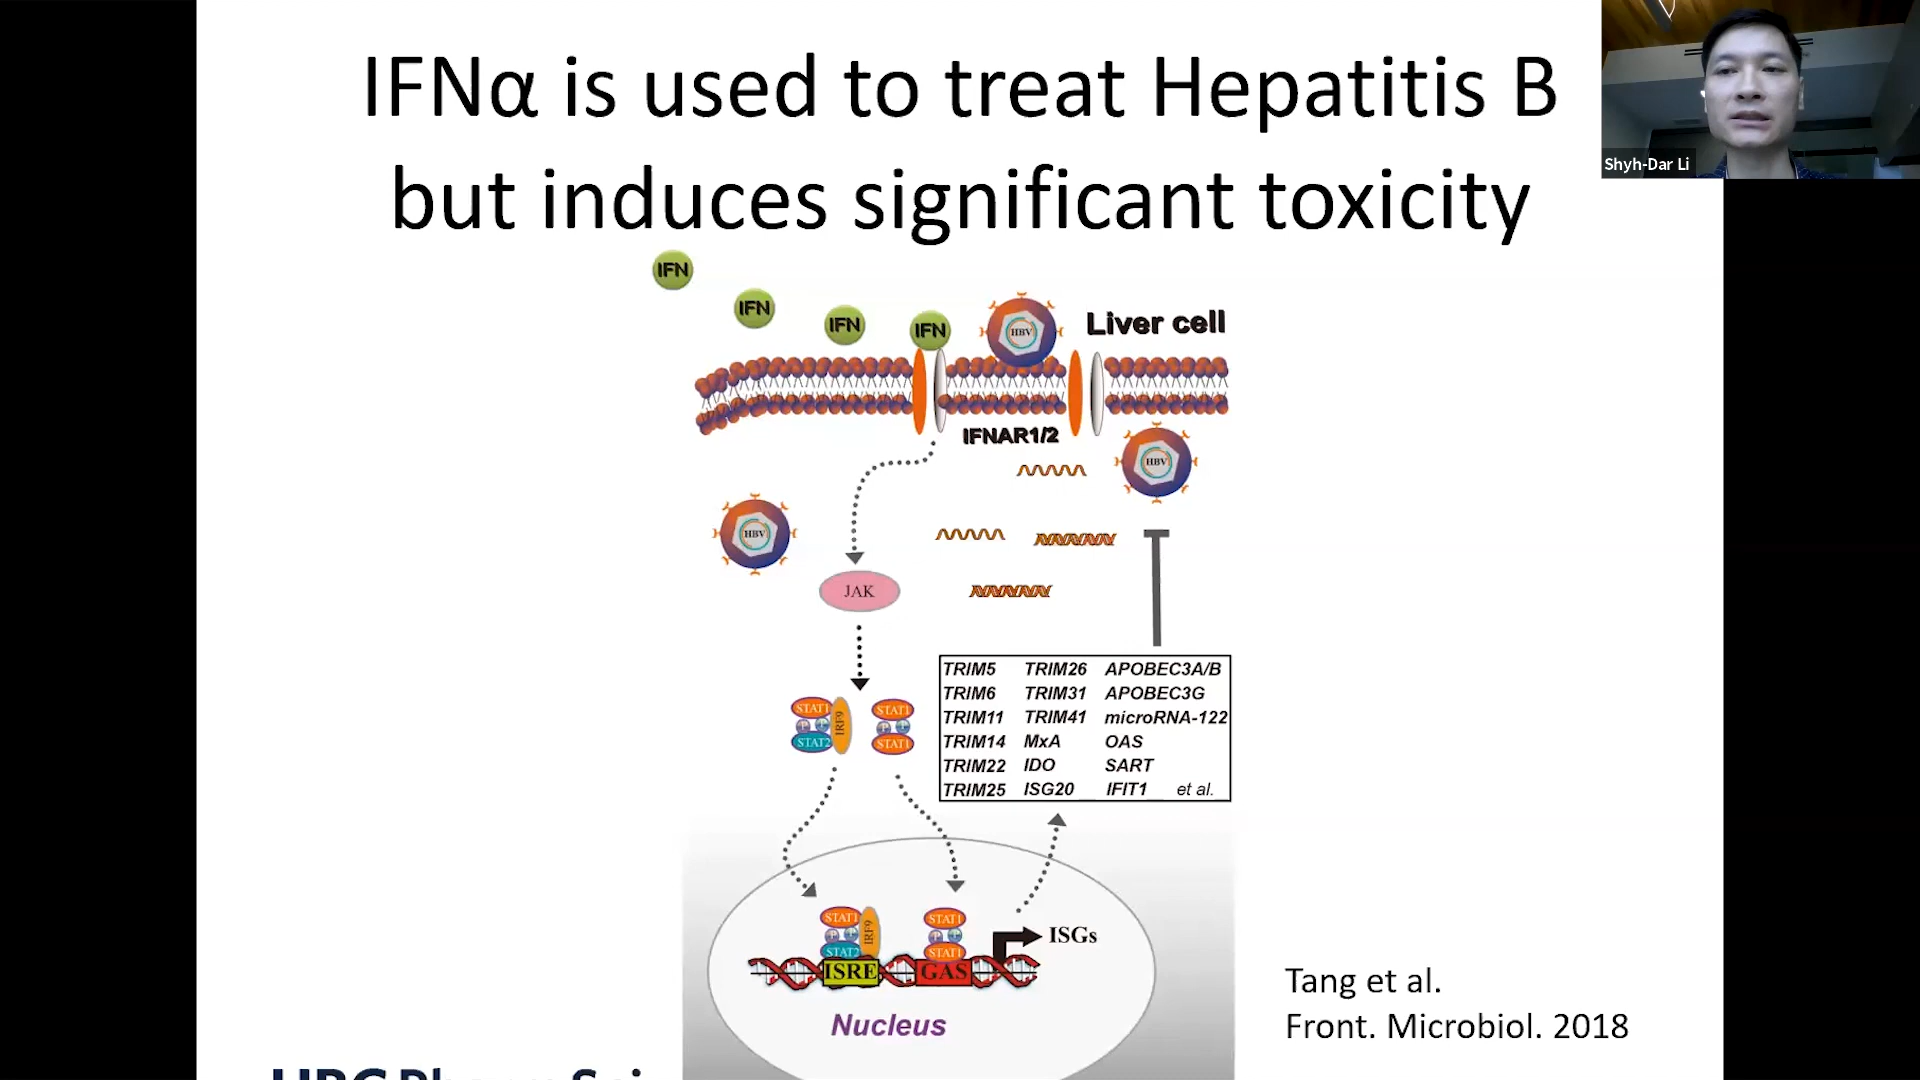 IFNα is used to treat Hepatitis B
but induces significant toxicity
Shyh-Dar Li
IFN
IFN
IFN
IFN
HBV
Liver cell
IFNAR1/2
HBV
HBV
JAK
STAT1
P P
STAT2
IRF9
STAT1
P P
STAT1
TRIM5 TRIM26 APOBEC3A/B
TRIM6 TRIM31 APOBEC3G
TRIM11 TRIM41 microRNA-122
TRIM14 MxA OAS
TRIM22 IDO SART
TRIM25 ISG20 IFIT1 et al.
STAT1
P P
STAT2
IRF9
STAT1
P P
STAT1
ISGs
ISRE
GAS
Nucleus
Tang et al.
Front. Microbiol. 2018
UBC Pharm Sci